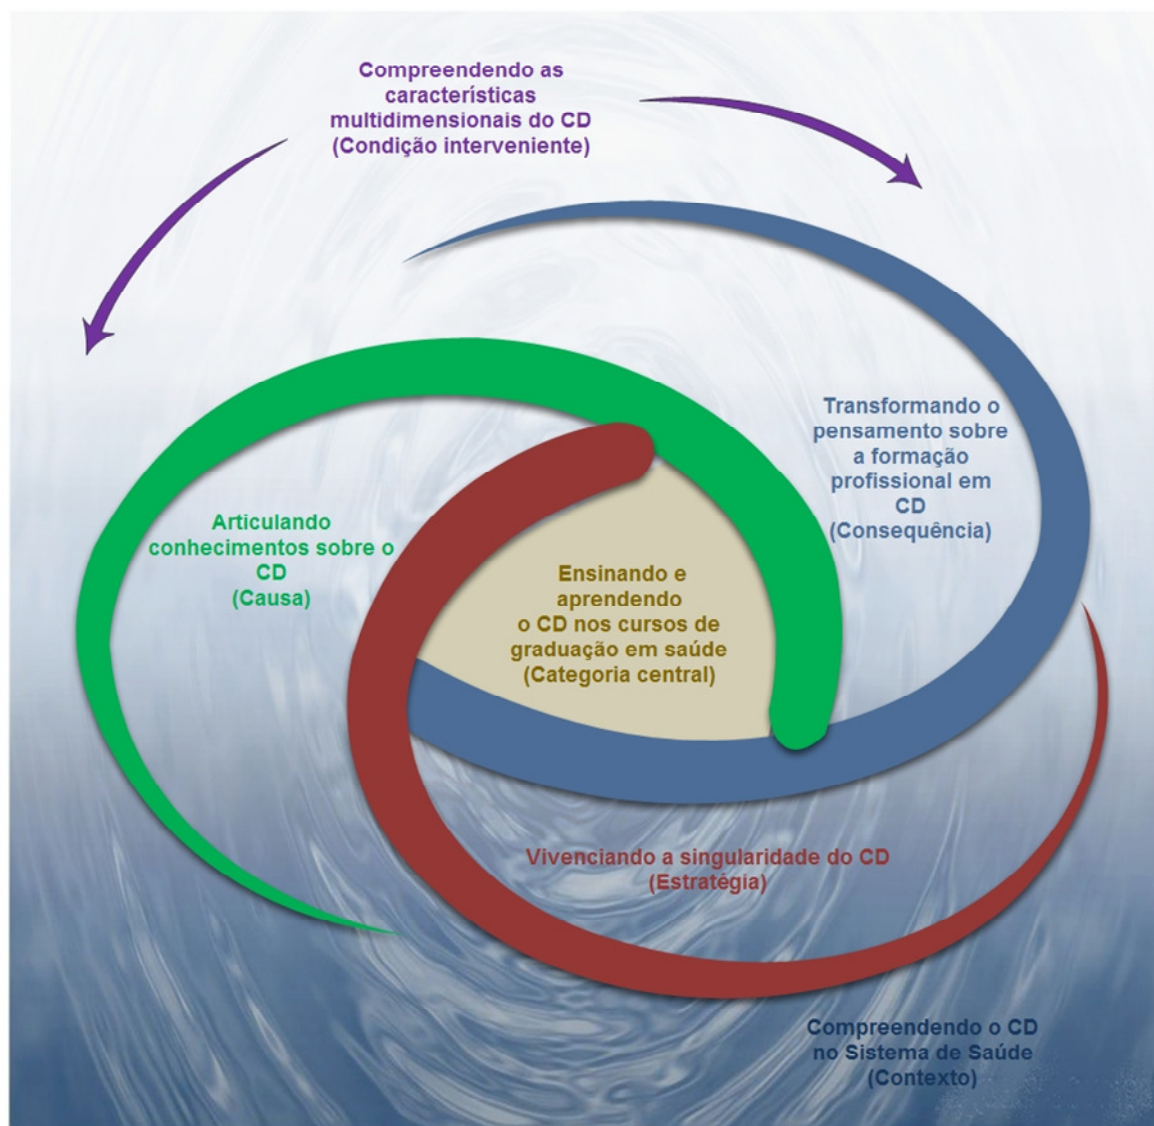 Compreendendo as
características
multidimensionais do CD
(Condição interveniente)
Transformando o
pensamento sobre
a formação
profissional em
CD
(Consequência)
Articulando
conhecimentos sobre o
CD
(Causa)
Ensinando e
aprendendo
o CD nos cursos de
graduação em saúde
(Categoria central)
Vivenciando a singularidade do CD
(Estratégia)
Compreendendo o CD
no Sistema de Saúde
(Contexto)